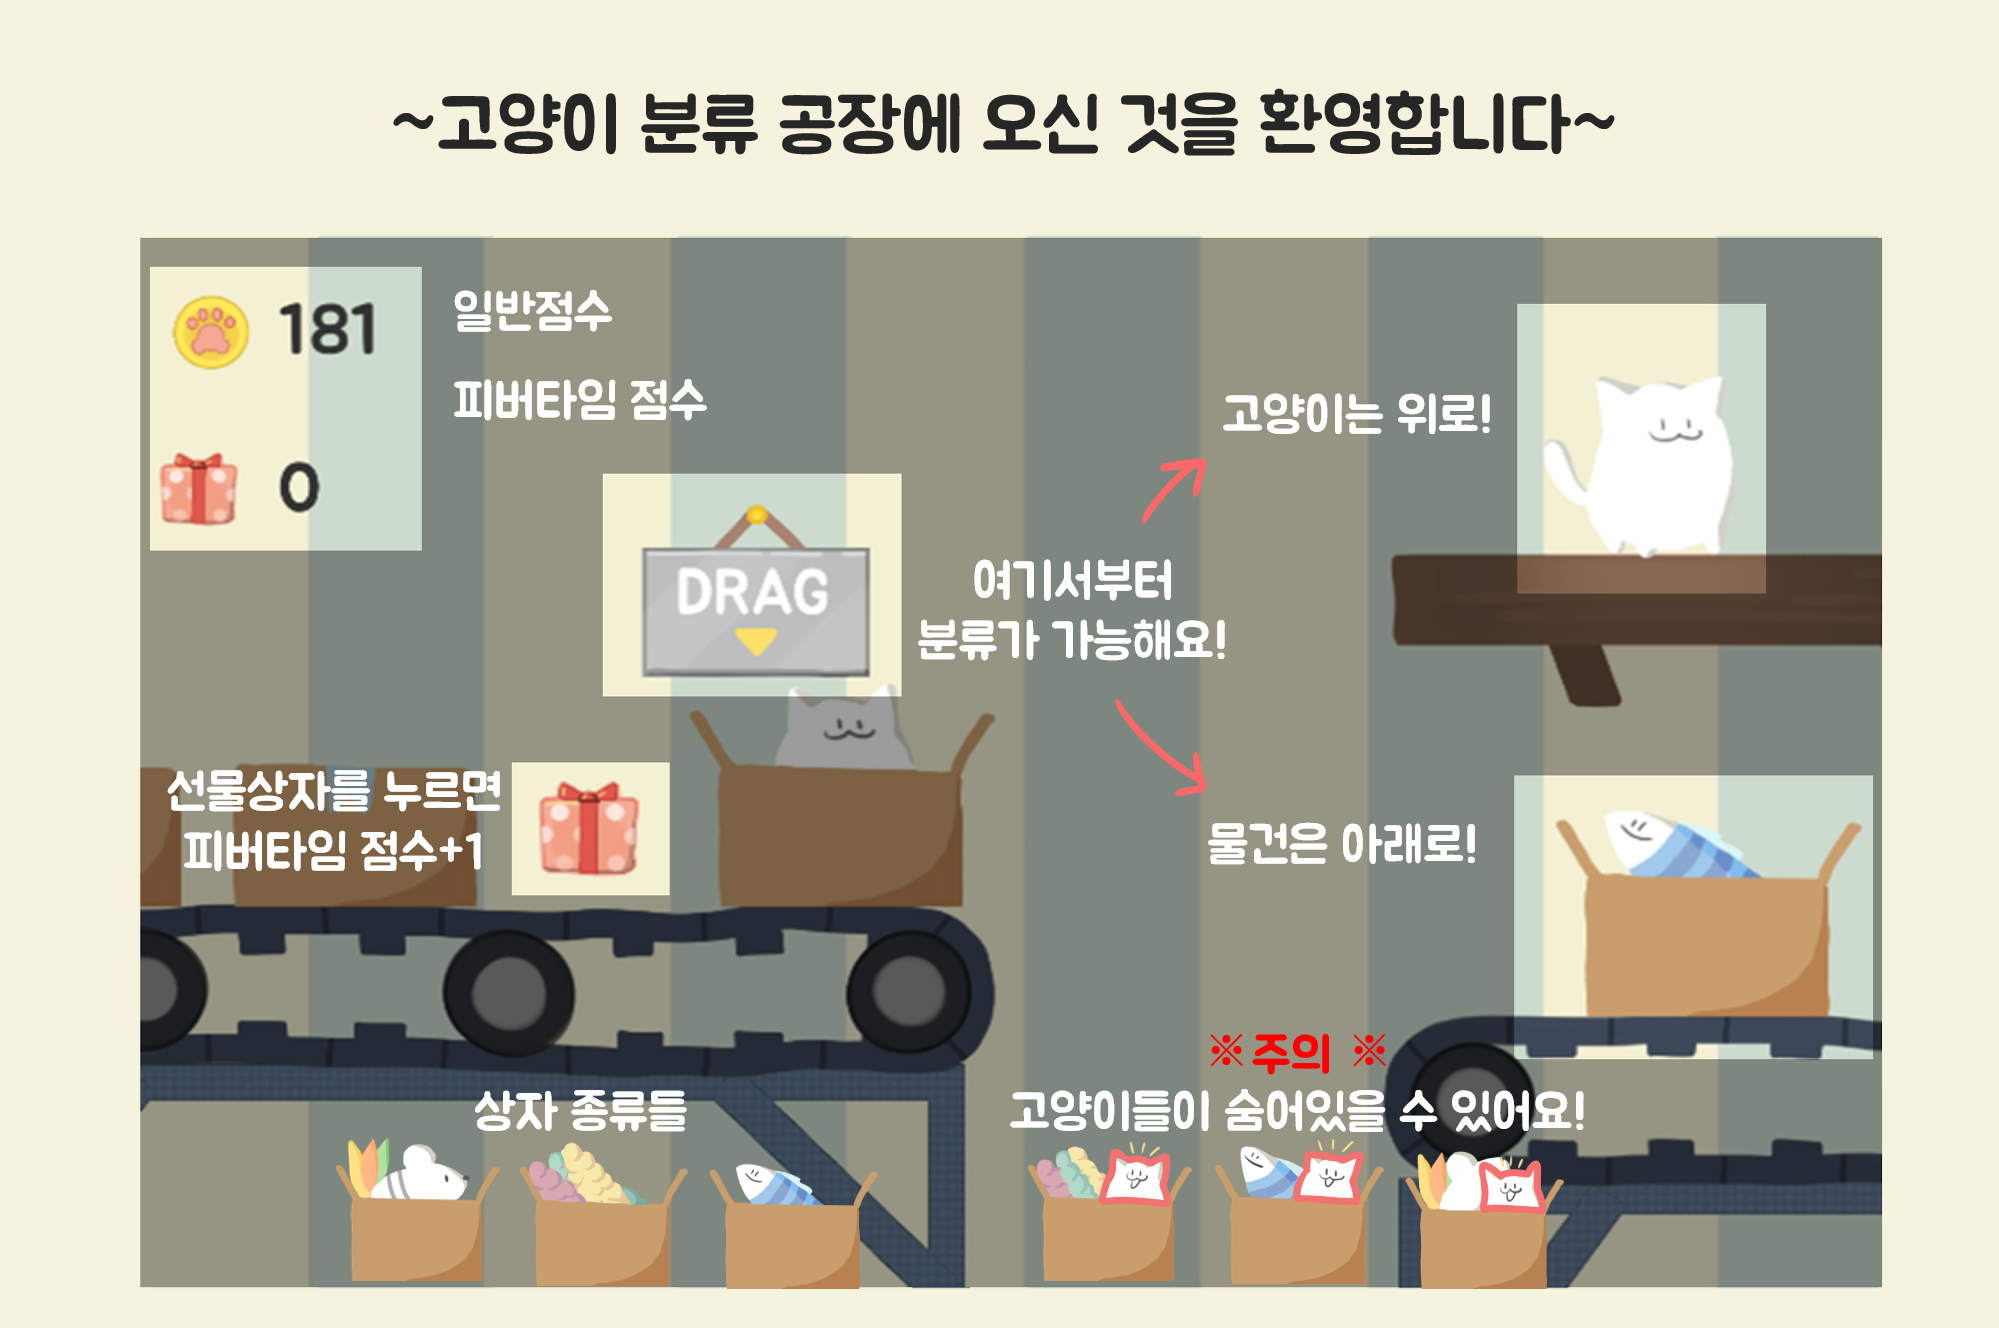 ~고양이 분류 공장에 오신 것을 환영합니다~
181
일반점수
피버타임 점수
0
DRAG
고양이는 위로!
여기서부터
분류가 가능해요!
선물상자를 누르면
피버타임 점수+1
물건은 아래로!
상자 종류들
※주의 ※
고양이들이 숨어있을 수 있어요!